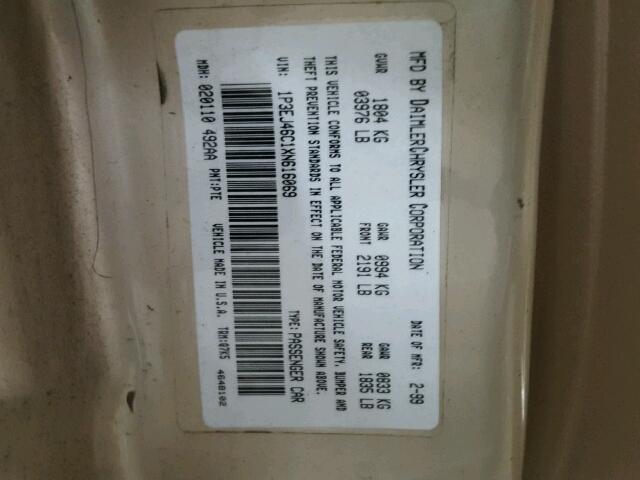 MFD BY DAIMLERCHRYSLER CORPORATION DATE OF MFR: 2-99
GVWR 1804 KG GAWR 0994 KG GAWR 0833 KG
03976 LB FRONT 2191 LB REAR 1835 LB
THIS VEHICLE CONFORMS TO ALL APPLICABLE FEDERAL MOTOR VEHICLE SAFETY, BUMPER AND
THEFT PREVENTION STANDARDS IN EFFECT ON THE DATE OF MANUFACTURE SHOWN ABOVE.
VIN: 1P3EJ46C1XN616069 TYPE: PASSENGER CAR
MDH: 020110 492AA PNT:PTE VEHICLE MADE IN U.S.A. TRM:07K5 4648102